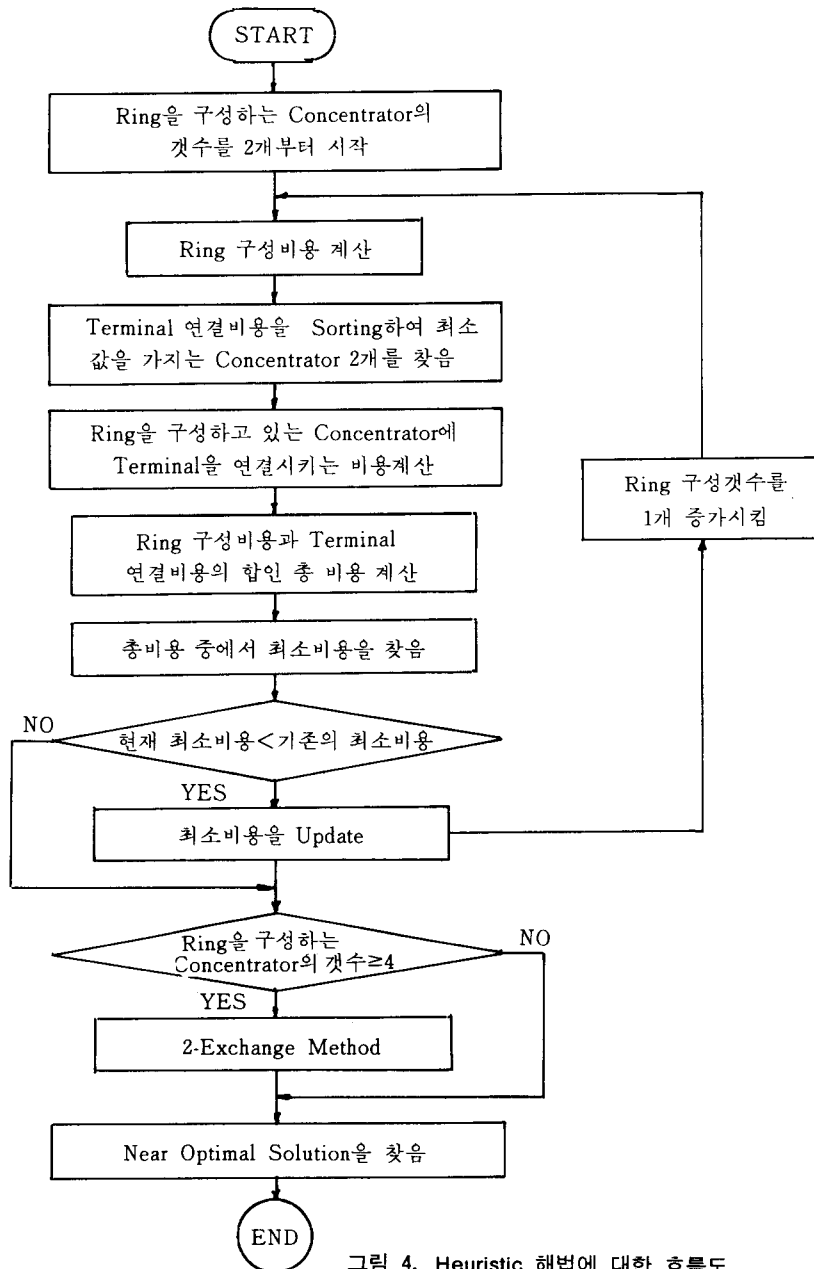 START
Ring을 구성하는 Concentrator의
갯수를 2개부터 시작
Ring 구성비용 계산
Terminal 연결비용을 Sorting하여 최소
값을 가지는 Concentrator 2개를 찾음
Ring을 구성하고 있는 Concentrator에
Terminal을 연결시키는 비용계산
Ring 구성갯수를
1개 증가시킴
Ring 구성비용과 Terminal
연결비용의 합인 총 비용 계산
총비용 중에서 최소비용을 찾음
NO
현재 최소비용<기존의 최소비용
YES
최소비용을 Update
Ring을 구성하는
Concentrator의 갯수≥4
NO
YES
2-Exchange Method
Near Optimal Solution을 찾음
END
그림 4. Heuristic 해법에 대한 흐름도